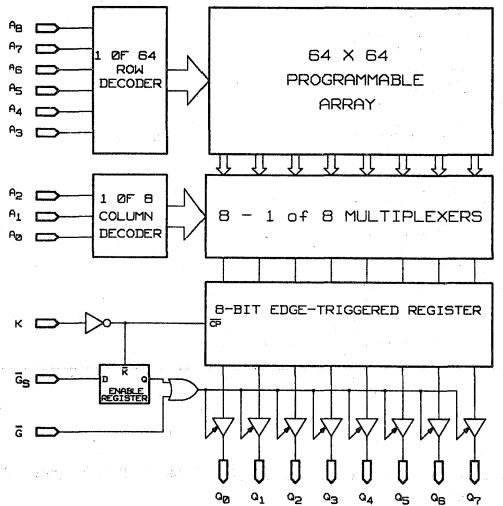 A8
A7
A6
A5
A4
A3
1 OF 64
ROW
DECODER
64 X 64
PROGRAMMABLE
ARRAY
A2
A1
A0
1 OF 8
COLUMN
DECODER
8 - 1 of 8 MULTIPLEXERS
8-BIT EDGE-TRIGGERED REGISTER
K
C̅P̅
K̅
G̅S
D
Q
ENABLE
REGISTER
G̅
Q0 Q1 Q2 Q3 Q4 Q5 Q6 Q7